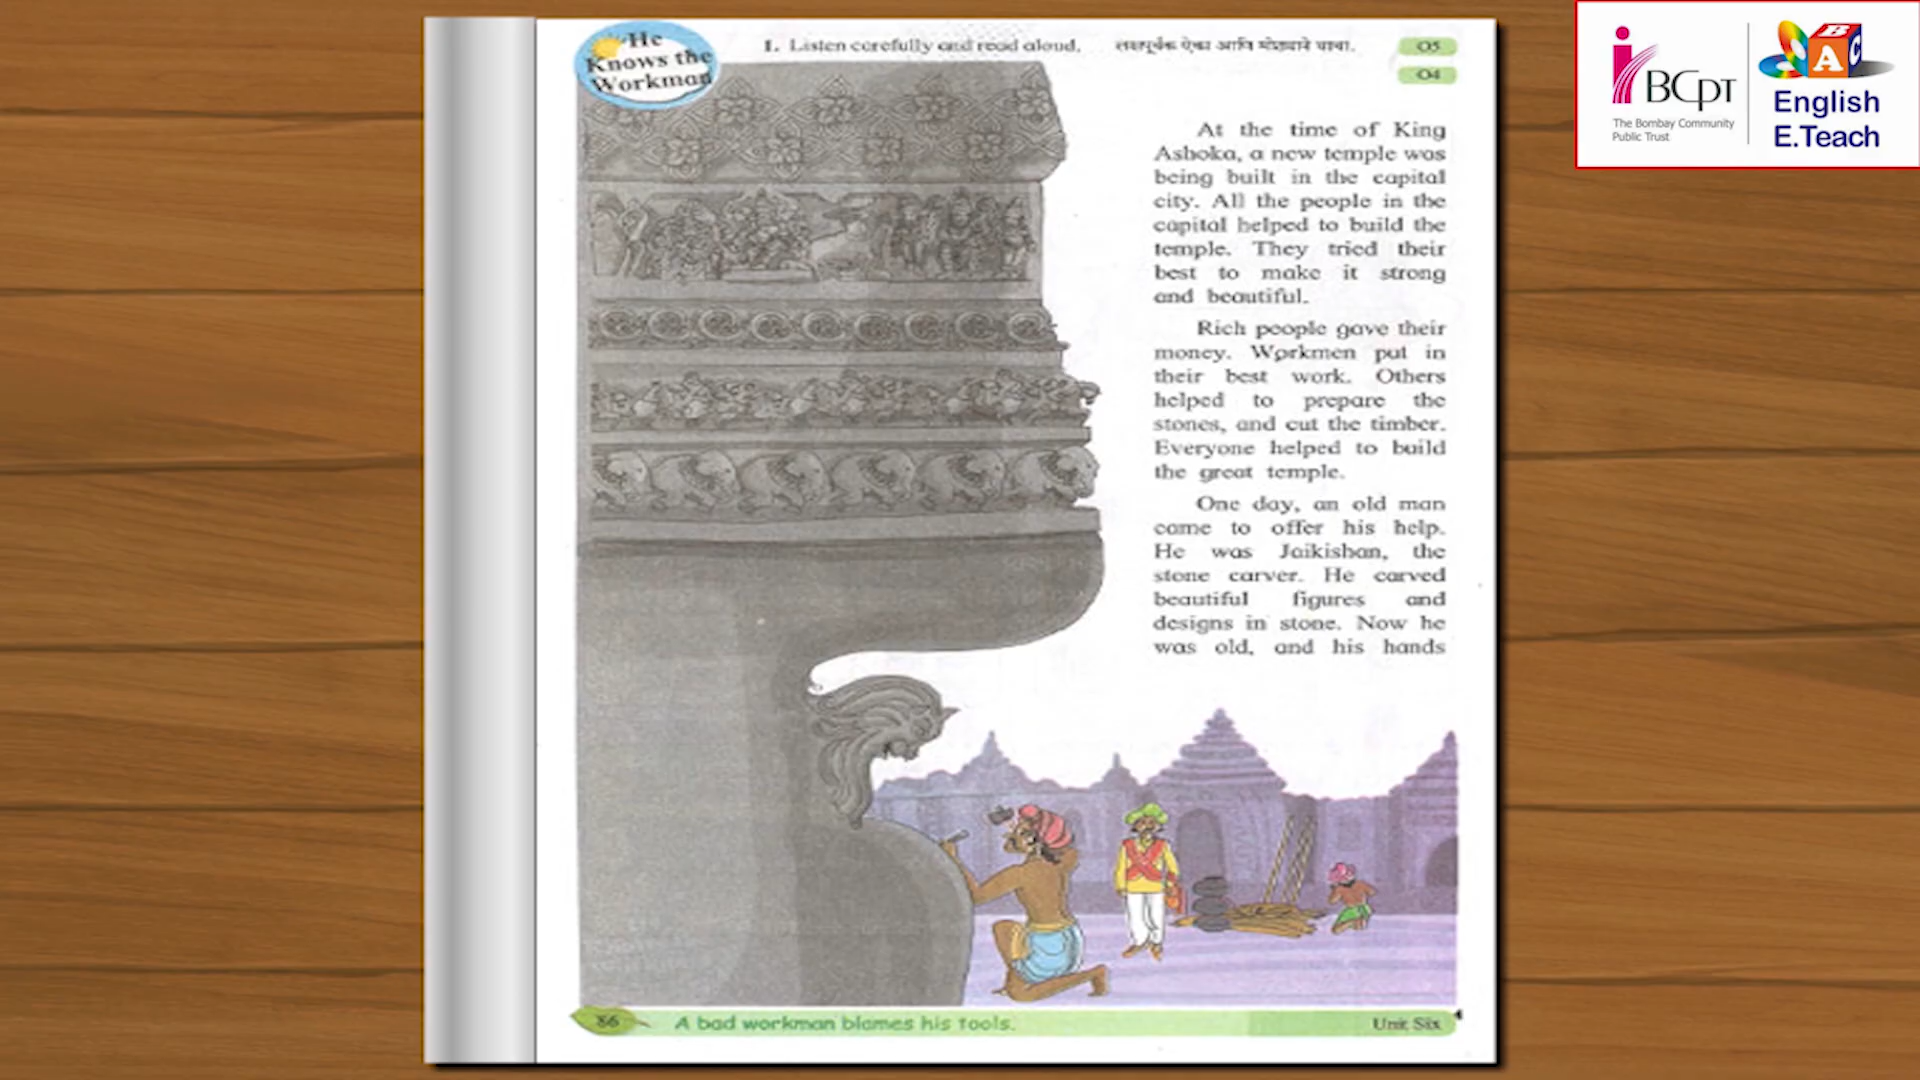 He
Knows the
Workman
1. Listen carefully and read aloud. लक्षपूर्वक ऐका आणि मोठ्याने वाचा.
O5
O4
At the time of King
Ashoka, a new temple was
being built in the capital
city. All the people in the
capital helped to build the
temple. They tried their
best to make it strong
and beautiful.
Rich people gave their
money. Workmen put in
their best work. Others
helped to prepare the
stones, and cut the timber.
Everyone helped to build
the great temple.
One day, an old man
came to offer his help.
He was Jaikishan, the
stone carver. He carved
beautiful figures and
designs in stone. Now he
was old, and his hands
86
A bad workman blames his tools.
Unit Six
BCPT
The Bombay Community
Public Trust
B
A
C
English
E.Teach